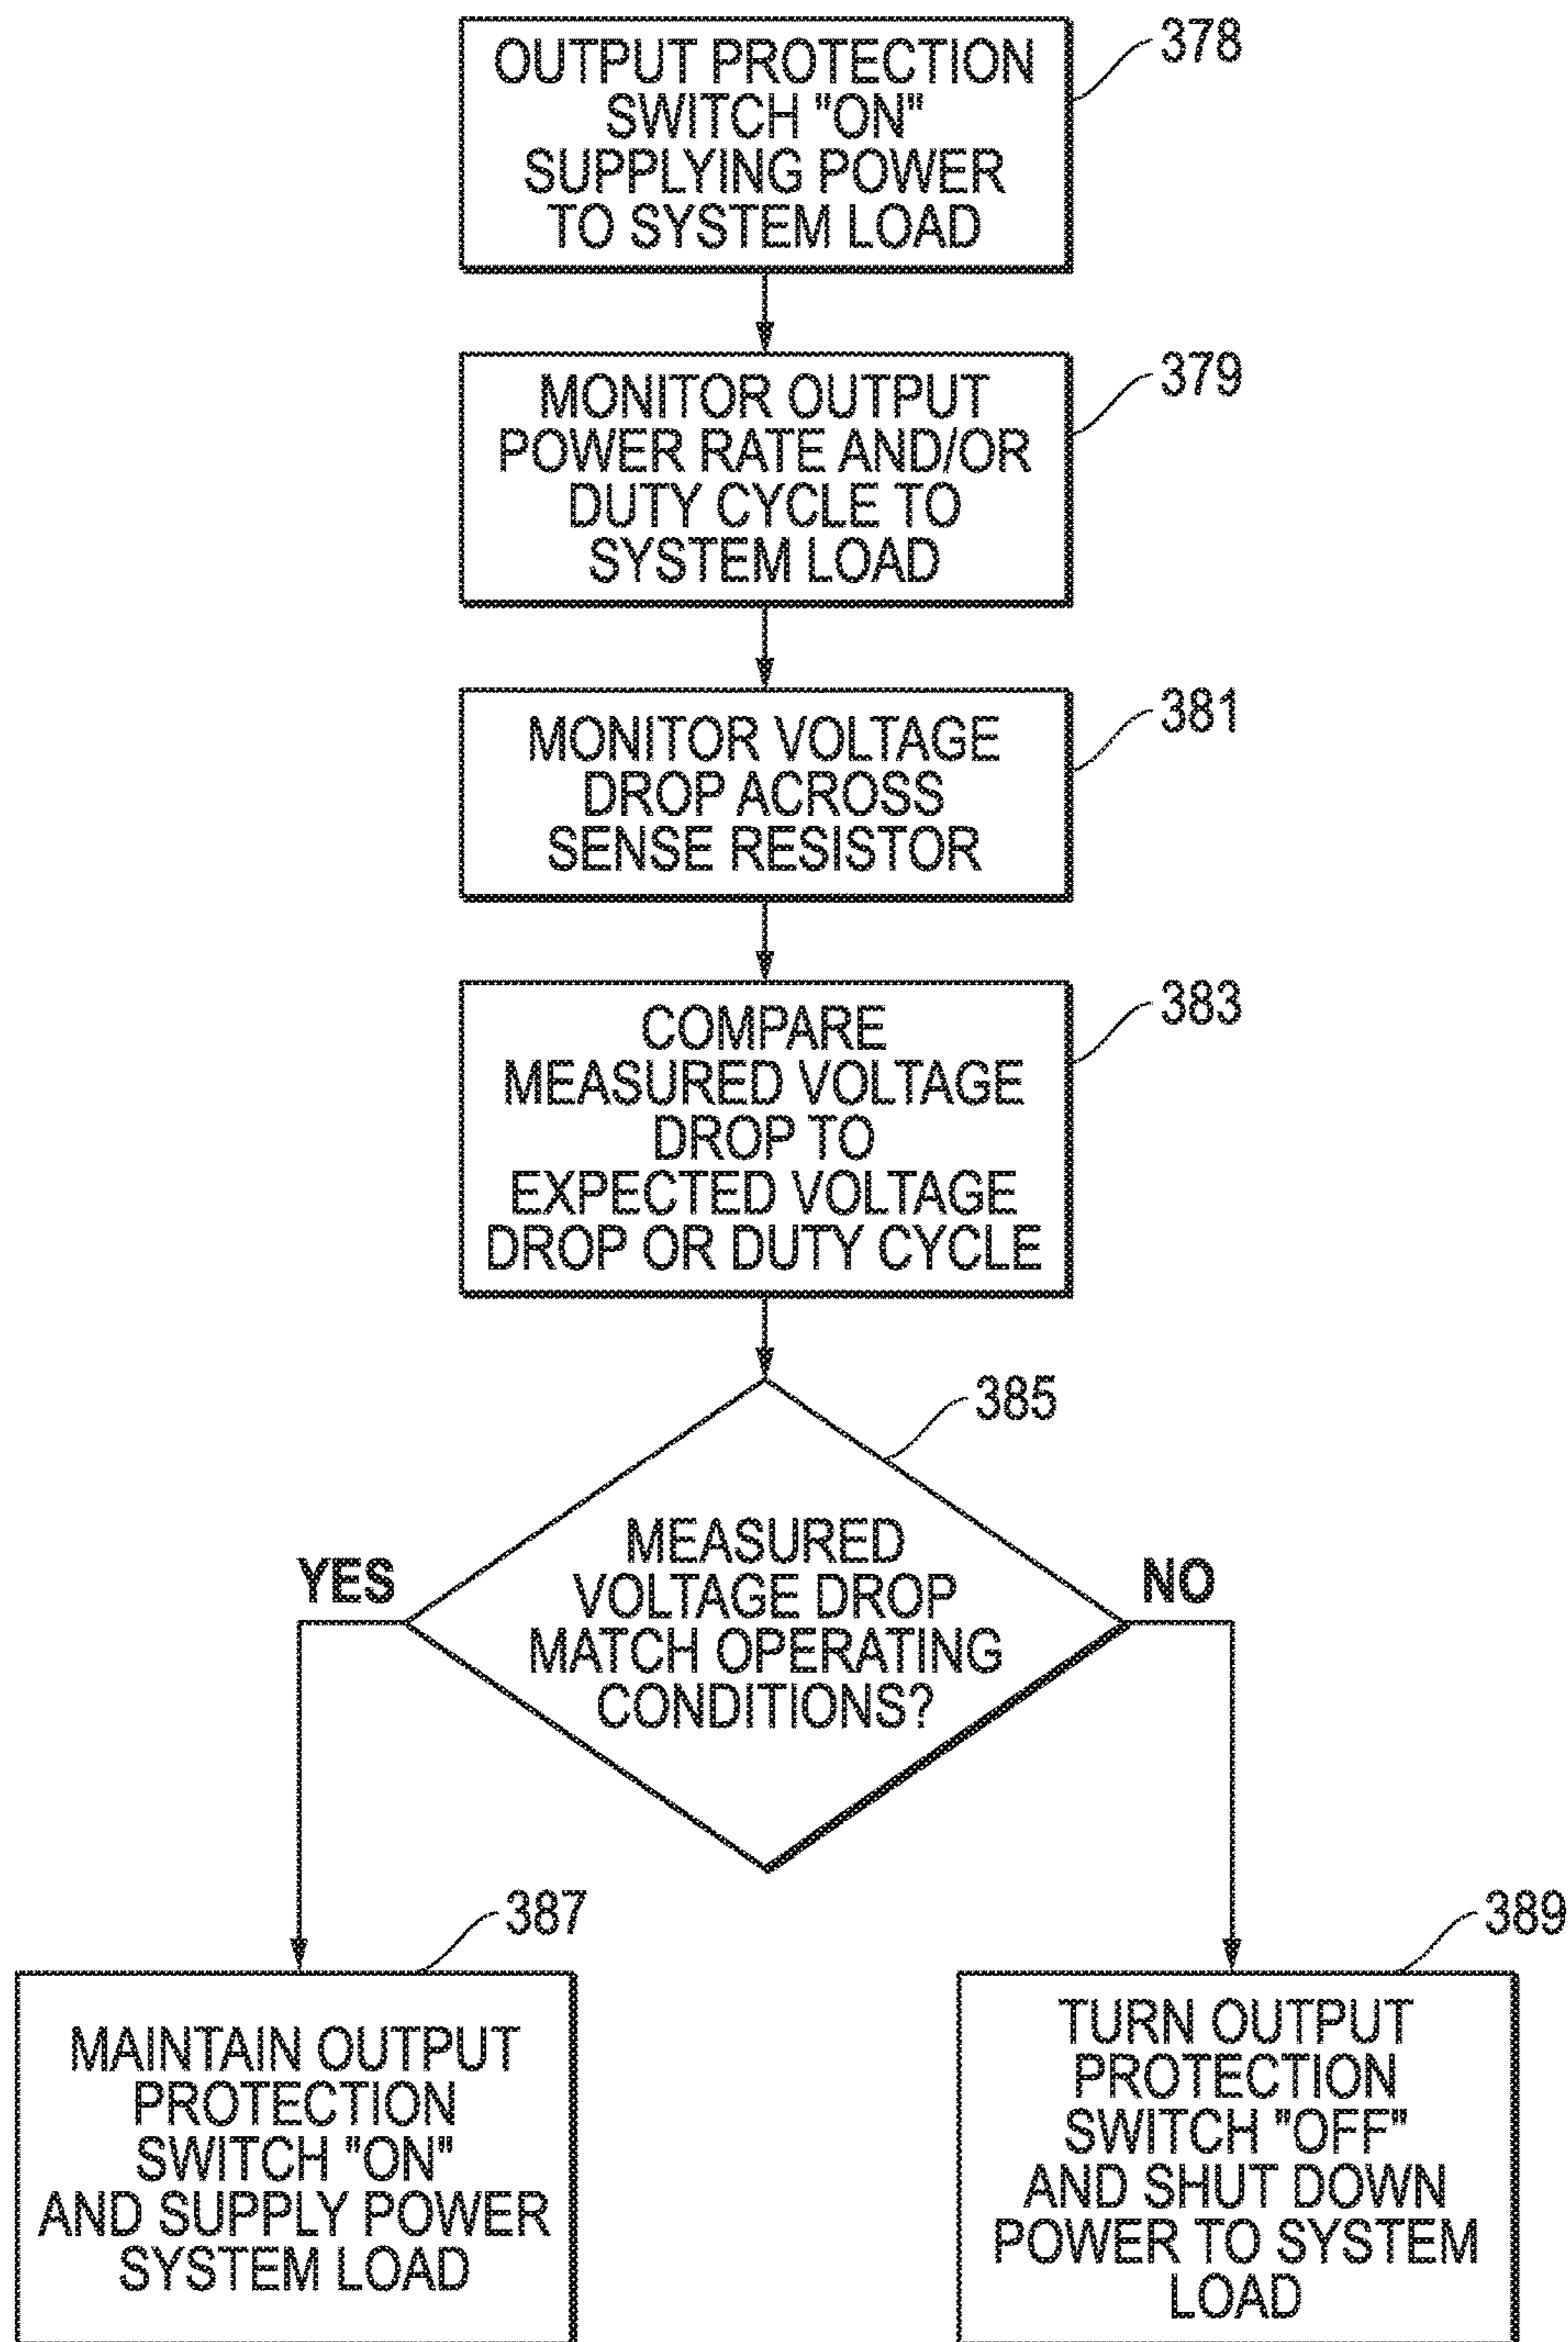 OUTPUT PROTECTION
SWITCH "ON"
SUPPLYING POWER
TO SYSTEM LOAD
378
MONITOR OUTPUT
POWER RATE AND/OR
DUTY CYCLE TO
SYSTEM LOAD
379
MONITOR VOLTAGE
DROP ACROSS
SENSE RESISTOR
381
COMPARE
MEASURED VOLTAGE
DROP TO
EXPECTED VOLTAGE
DROP OR DUTY CYCLE
383
385
MEASURED
VOLTAGE DROP
MATCH OPERATING
CONDITIONS?
YES
NO
387
MAINTAIN OUTPUT
PROTECTION
SWITCH "ON"
AND SUPPLY POWER
SYSTEM LOAD
389
TURN OUTPUT
PROTECTION
SWITCH "OFF"
AND SHUT DOWN
POWER TO SYSTEM
LOAD